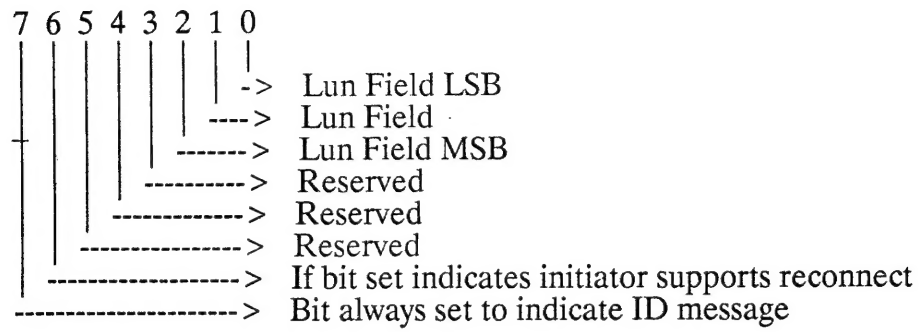 7 6 5 4 3 2 1 0
-> Lun Field LSB
----> Lun Field
-------> Lun Field MSB
----------> Reserved
-------------> Reserved
----------------> Reserved
-------------------> If bit set indicates initiator supports reconnect
----------------------> Bit always set to indicate ID message